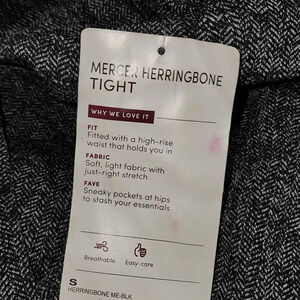 MERCER HERRINGBONE
TIGHT
WHY WE LOVE IT
FIT
Fitted with a high-rise
waist that holds you in
FABRIC
Soft, light fabric with
just-right stretch
FAVE
Sneaky pockets at hips
to stash your essentials
Breathable Easy-care
S
HERRINGBONE ME-BLK